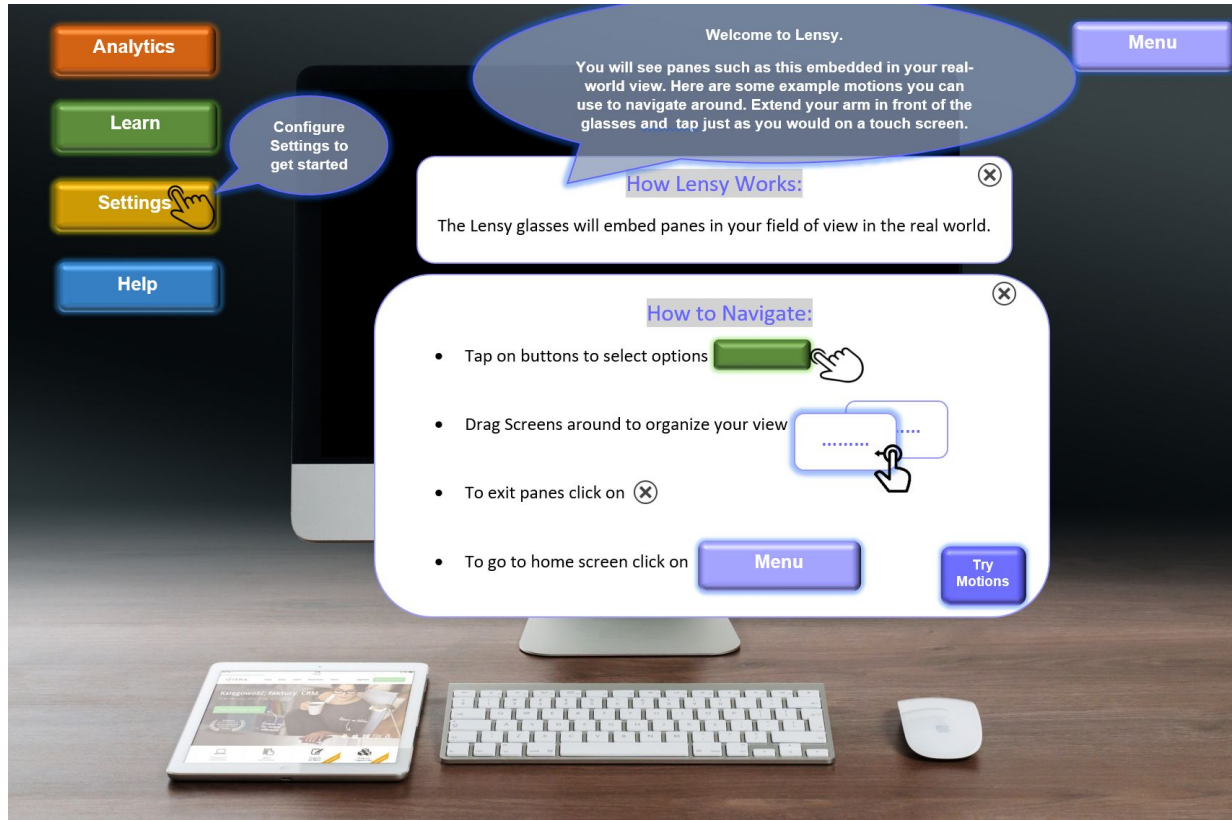 Analytics
Learn
Settings
Help
Configure
Settings to
get started
Welcome to Lensy.
You will see panes such as this embedded in your real-
world view. Here are some example motions you can
use to navigate around. Extend your arm in front of the
glasses and tap just as you would on a touch screen.
Menu
How Lensy Works:
The Lensy glasses will embed panes in your field of view in the real world.
How to Navigate:
• Tap on buttons to select options
• Drag Screens around to organize your view
.........
• To exit panes click on
• To go to home screen click on Menu
Try
Motions
Księgowość, faktury, CRM